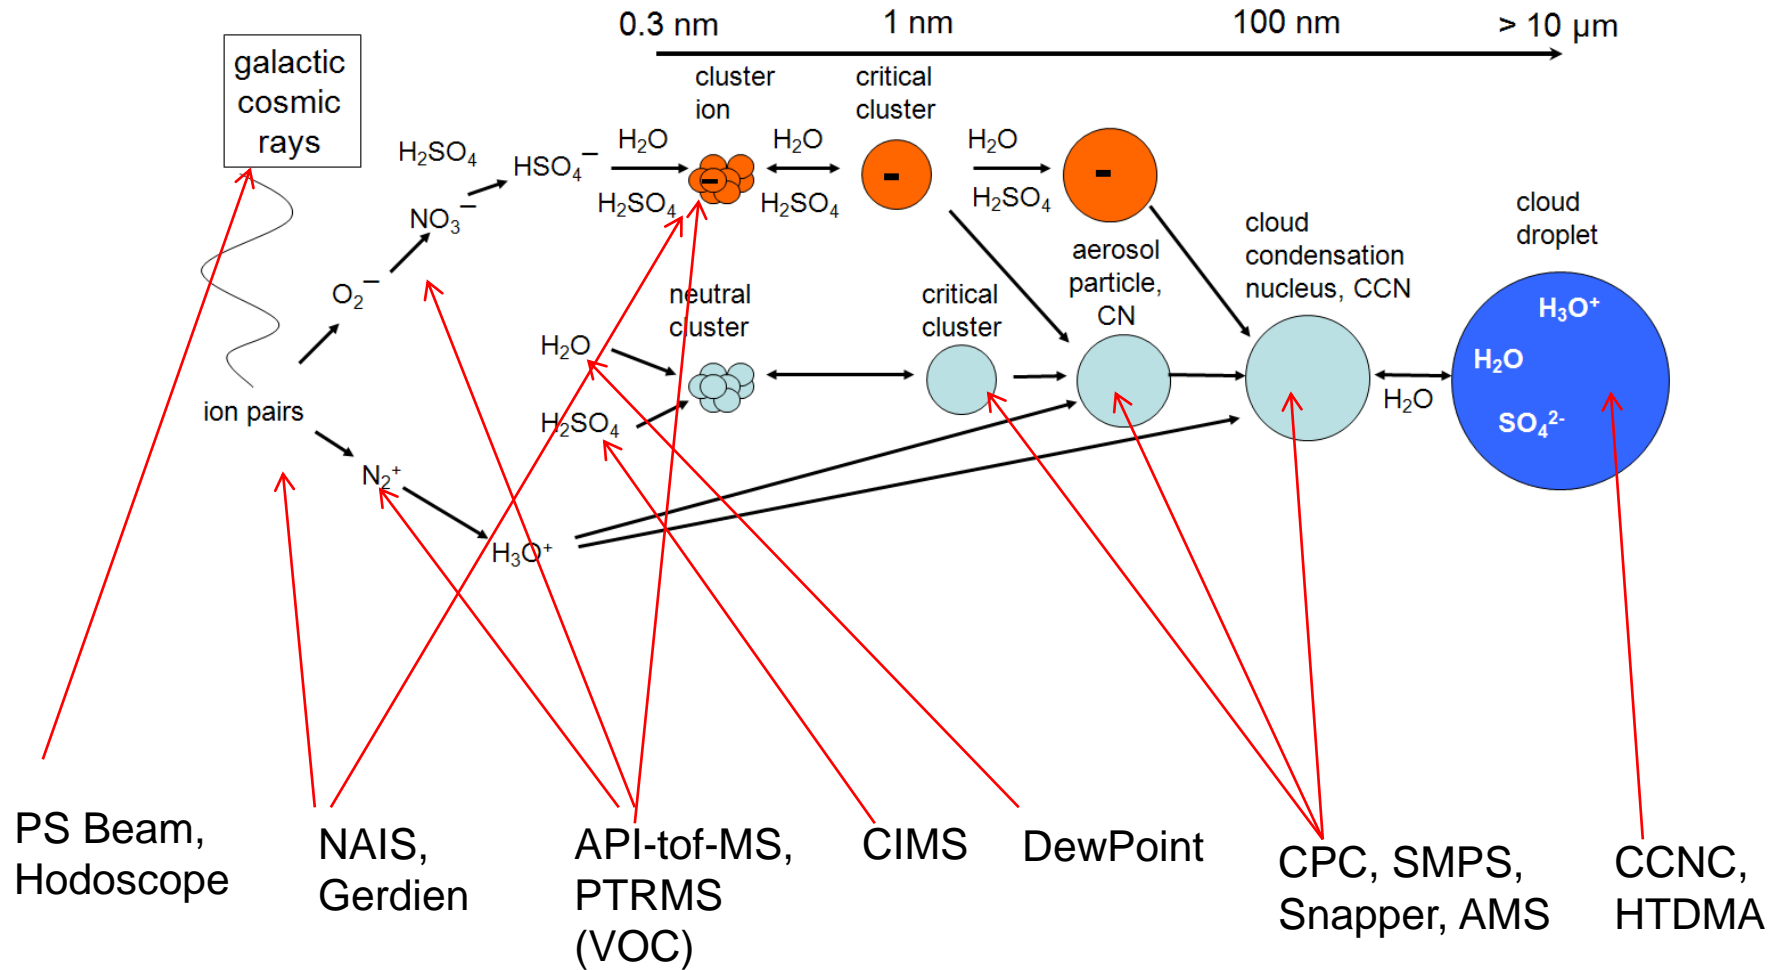 0.3 nm
1 nm
100 nm
> 10 µm
galactic
cosmic
rays
cluster
ion
critical
cluster
H₂SO₄
HSO₄⁻
H₂O
H₂SO₄
H₂O
H₂SO₄
H₂O
H₂SO₄
-
-
-
NO₃⁻
O₂⁻
ion pairs
N₂⁺
H₃O⁺
neutral
cluster
H₂O
H₂SO₄
critical
cluster
aerosol
particle,
CN
cloud
condensation
nucleus, CCN
H₂O
cloud
droplet
H₃O⁺
H₂O
SO₄²⁻
PS Beam,
Hodoscope
NAIS,
Gerdien
API-tof-MS,
PTRMS
(VOC)
CIMS
DewPoint
CPC, SMPS,
Snapper, AMS
CCNC,
HTDMA